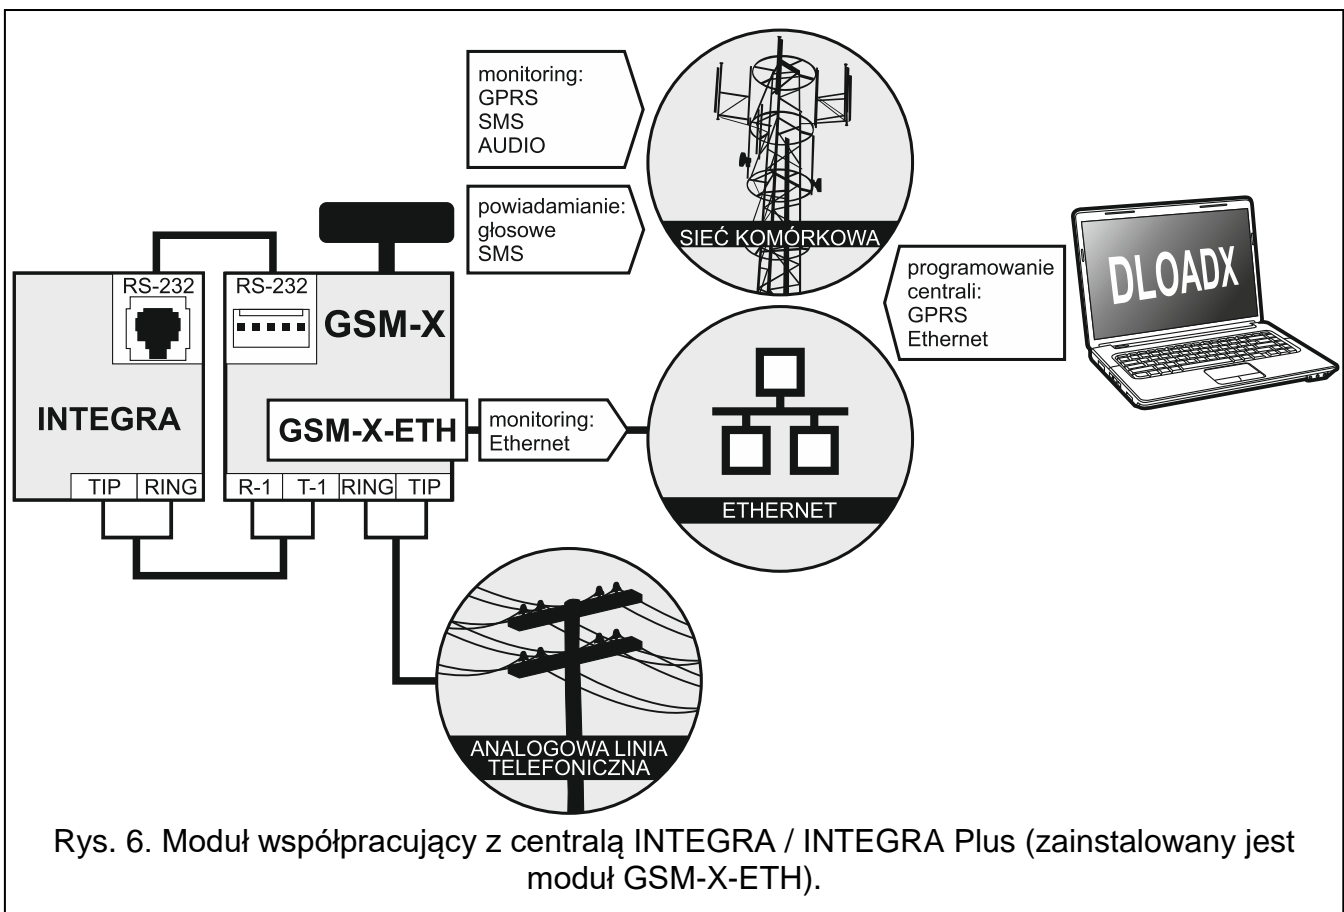 monitoring:
GPRS
SMS
AUDIO
powiadamianie:
głosowe
SMS
SIEĆ KOMÓRKOWA
programowanie
centrali:
GPRS
Ethernet
DLOADX
RS-232
RS-232
GSM-X
INTEGRA
GSM-X-ETH
monitoring:
Ethernet
TIP RING
R-1 T-1 RING TIP
ETHERNET
ANALOGOWA LINIA
TELEFONICZNA
Rys. 6. Moduł współpracujący z centralą INTEGRA / INTEGRA Plus (zainstalowany jest
moduł GSM-X-ETH).